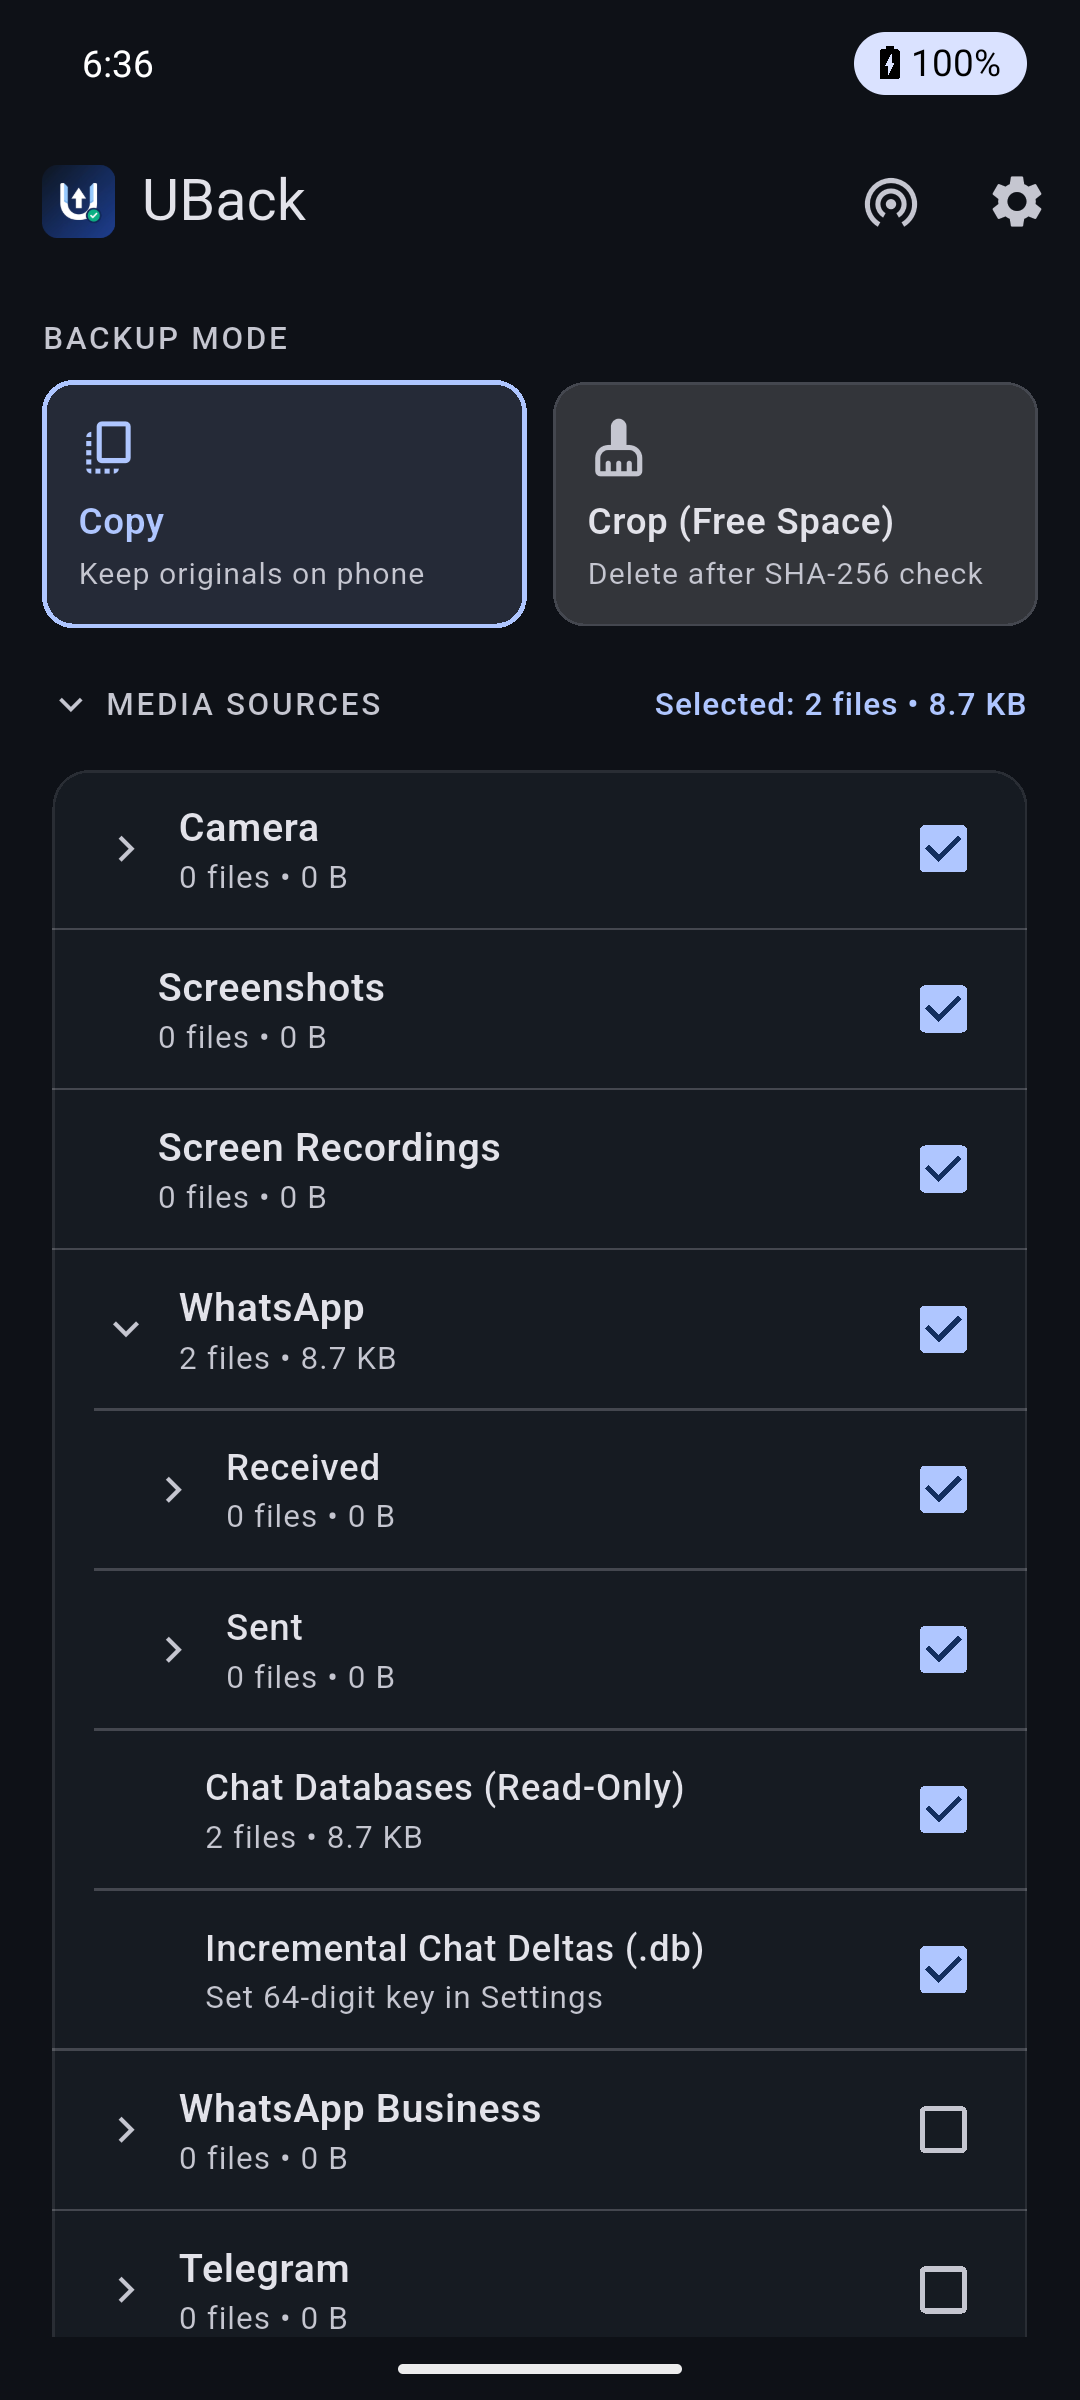 6:36
100%
UBack
BACKUP MODE
Copy
Keep originals on phone
Crop (Free Space)
Delete after SHA-256 check
MEDIA SOURCES
Selected: 2 files • 8.7 KB
Camera
0 files • 0 B
Screenshots
0 files • 0 B
Screen Recordings
0 files • 0 B
WhatsApp
2 files • 8.7 KB
Received
0 files • 0 B
Sent
0 files • 0 B
Chat Databases (Read-Only)
2 files • 8.7 KB
Incremental Chat Deltas (.db)
Set 64-digit key in Settings
WhatsApp Business
0 files • 0 B
Telegram
0 files • 0 B